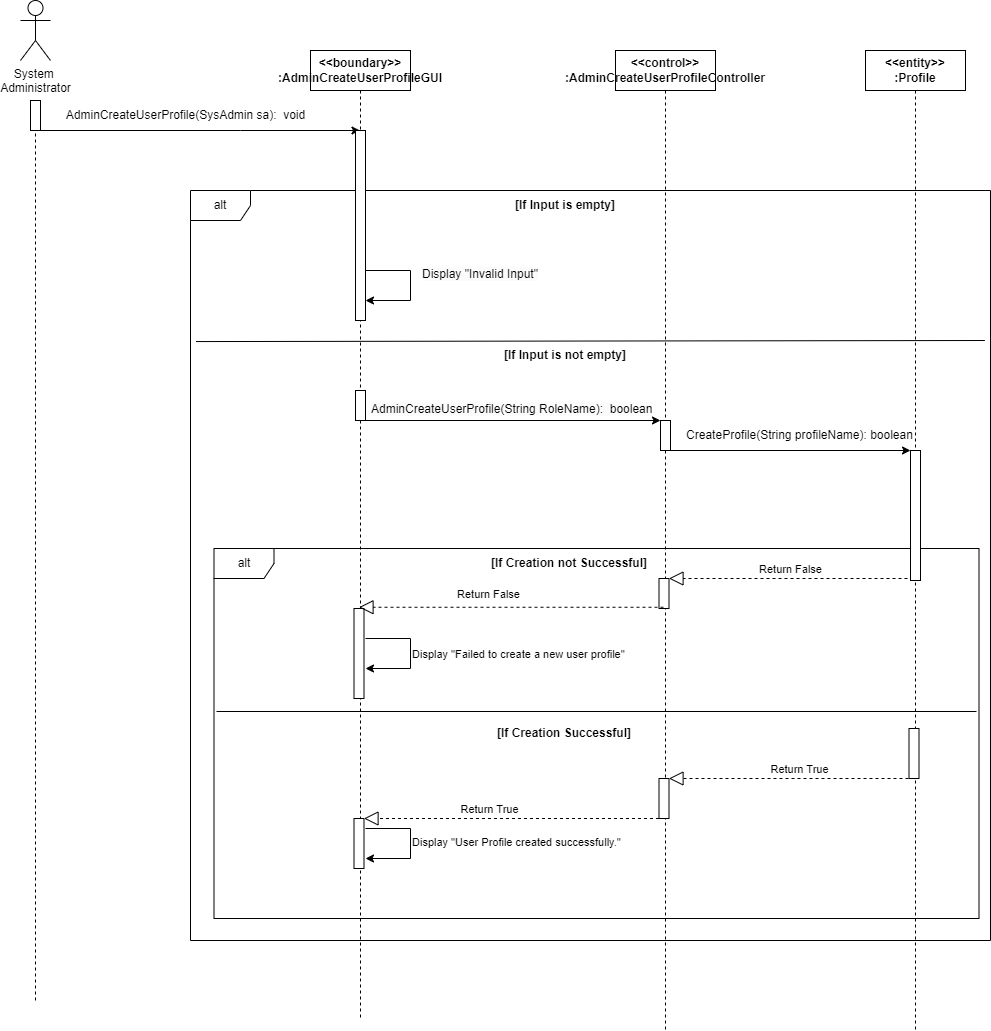 System
Administrator
<<boundary>>
:AdminCreateUserProfileGUI
<<control>>
:AdminCreateUserProfileController
<<entity>>
:Profile
AdminCreateUserProfile(SysAdmin sa):  void
alt
[If Input is empty]
Display "Invalid Input"
[If Input is not empty]
AdminCreateUserProfile(String RoleName):  boolean
CreateProfile(String profileName): boolean
alt
[If Creation not Successful]
Return False
Return False
Display "Failed to create a new user profile"
[If Creation Successful]
Return True
Return True
Display "User Profile created successfully."